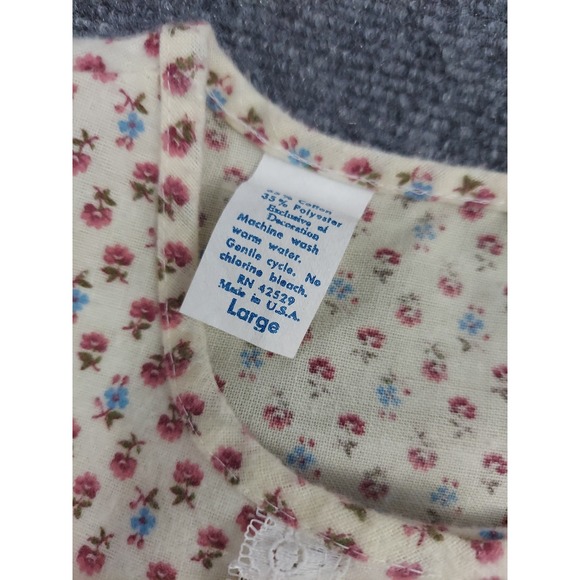 % Cotton
35% Polyester
Exclusive of
Decoration
Machine wash
warm water.
Gentle cycle. No
chlorine bleach.
RN 42529
Made in U.S.A.
Large